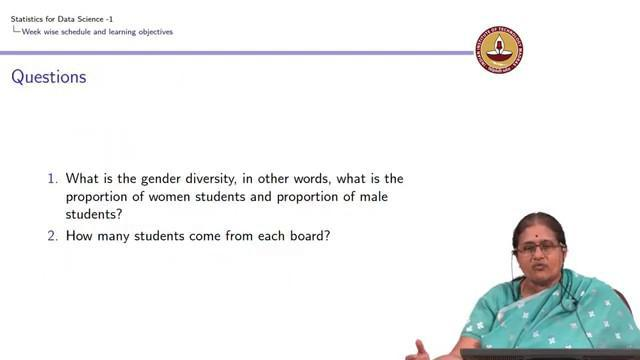 Statistics for Data Science -1
Week wise schedule and learning objectives
Questions
1. What is the gender diversity, in other words, what is the
proportion of women students and proportion of male
students?
2. How many students come from each board?